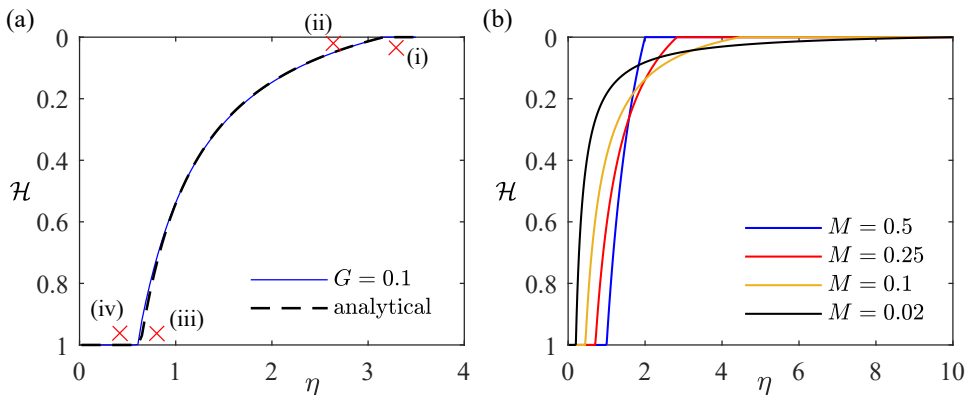 (a)
0
0.2
0.4
0.6
0.8
1
ℋ
0
1
2
3
4
η
(i)
(ii)
(iii)
(iv)
G = 0.1
analytical
(b)
0
0.2
0.4
0.6
0.8
1
ℋ
0
2
4
6
8
10
η
M = 0.5
M = 0.25
M = 0.1
M = 0.02